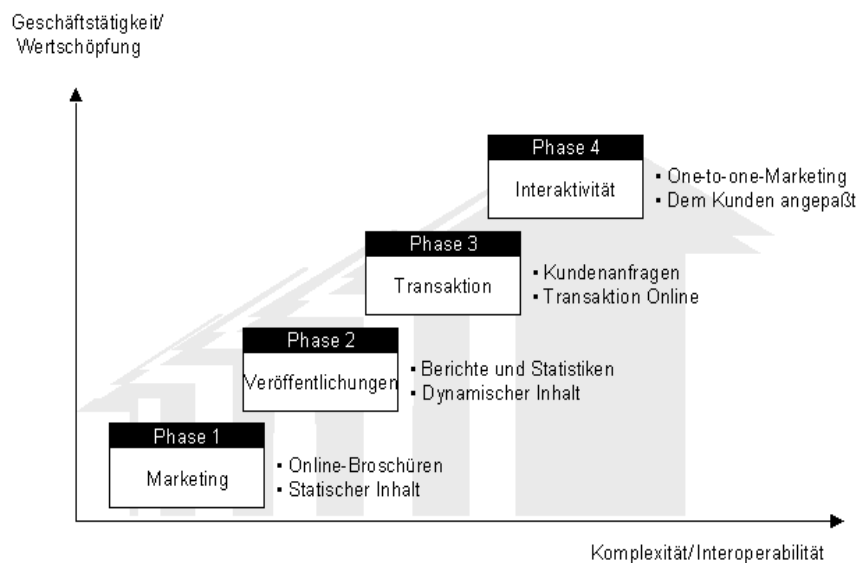 Geschäftstätigkeit/
Wertschöpfung
Phase 4
Interaktivität
▪ One-to-one-Marketing
▪ Dem Kunden angepaßt
Phase 3
Transaktion
▪ Kundenanfragen
▪ Transaktion Online
Phase 2
Veröffentlichungen
▪ Berichte und Statistiken
▪ Dynamischer Inhalt
Phase 1
Marketing
▪ Online-Broschüren
▪ Statischer Inhalt
Komplexität/Interoperabilität